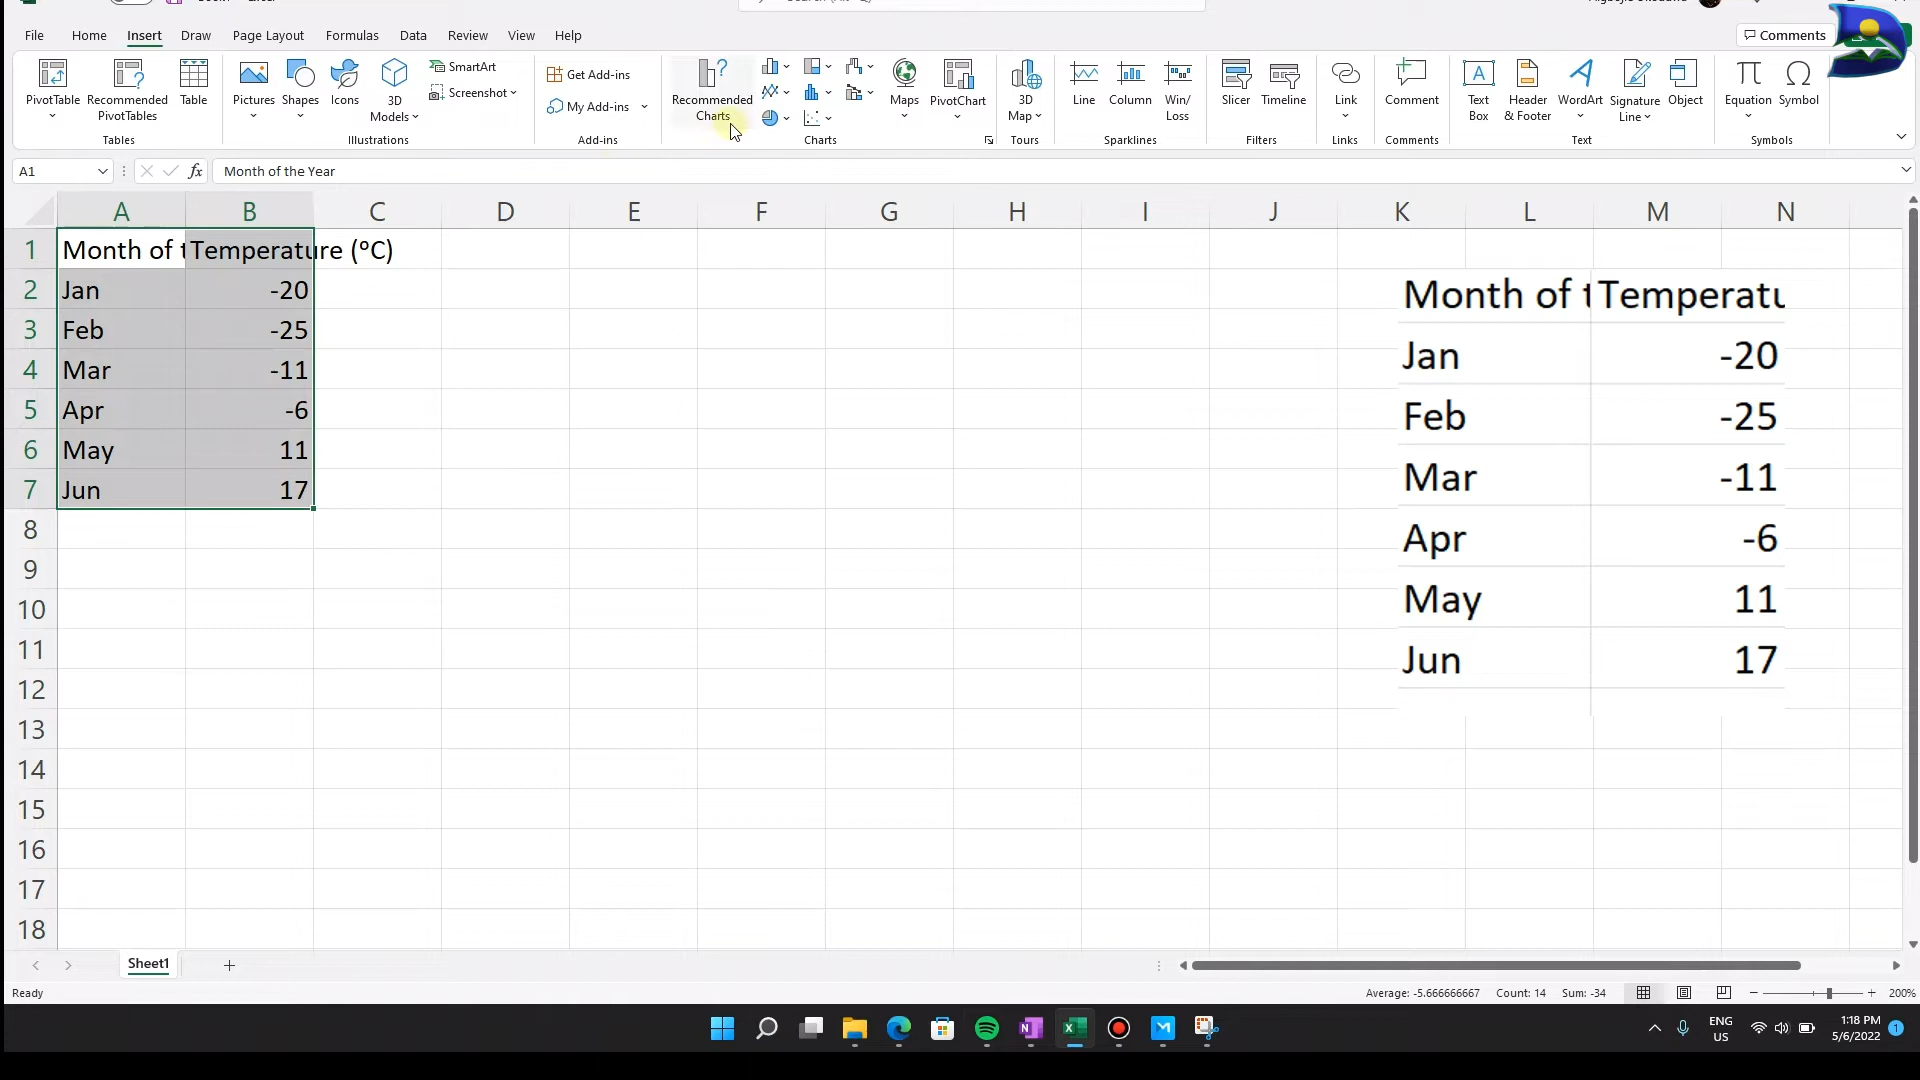 File Home Insert Draw Page Layout Formulas Data Review View Help Comments
PivotTable Recommended PivotTables Table
Tables
Pictures Shapes Icons 3D Models SmartArt Screenshot
Illustrations
Get Add-ins
My Add-ins
Add-ins
Recommended Charts
Maps PivotChart
Charts
3D Map
Tours
Line Column Win/ Loss
Sparklines
Slicer Timeline
Filters
Link
Links
Comment
Comments
Text Box Header & Footer WordArt Signature Line Object
Text
Equation Symbol
Symbols
A1 fx Month of the Year
A B C D E F G H I J K L M N
1 Month of t Temperature (°C)
2 Jan -20
3 Feb -25
4 Mar -11
5 Apr -6
6 May 11
7 Jun 17
8
9
10
11
12
13
14
15
16
17
18
Month of t Temperatu
Jan -20
Feb -25
Mar -11
Apr -6
May 11
Jun 17
Sheet1
Ready Average: -5.666666667 Count: 14 Sum: -34 200%
ENG US 1:18 PM 5/6/2022 1